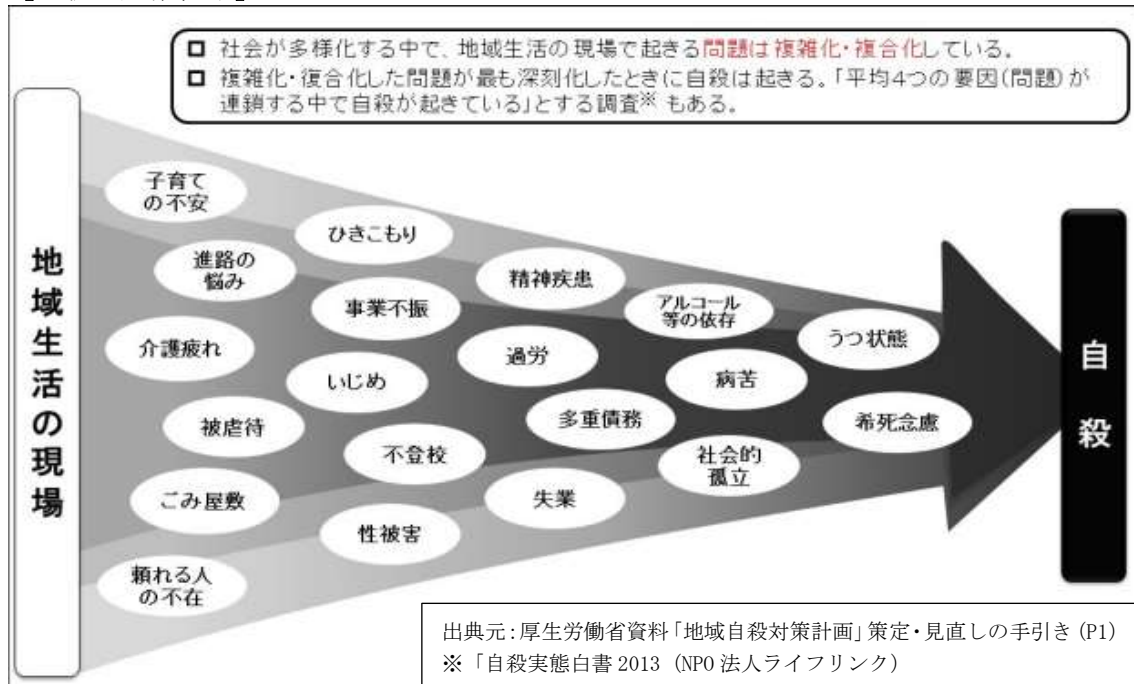 □ 社会が多様化する中で、地域生活の現場で起きる問題は複雑化・複合化している。
□ 複雑化・復合化した問題が最も深刻化したときに自殺は起きる。「平均4つの要因(問題)が
連鎖する中で自殺が起きている」とする調査※ もある。
地域生活の現場
子育て
の不安
進路の
悩み
介護疲れ
被虐待
ごみ屋敷
頼れる人
の不在
ひきこもり
事業不振
いじめ
不登校
性被害
精神疾患
過労
多重債務
失業
アルコール
等の依存
病苦
社会的
孤立
うつ状態
希死念慮
自殺
出典元:厚生労働省資料「地域自殺対策計画」策定・見直しの手引き (P1)
※「自殺実態白書 2013 (NPO 法人ライフリンク)